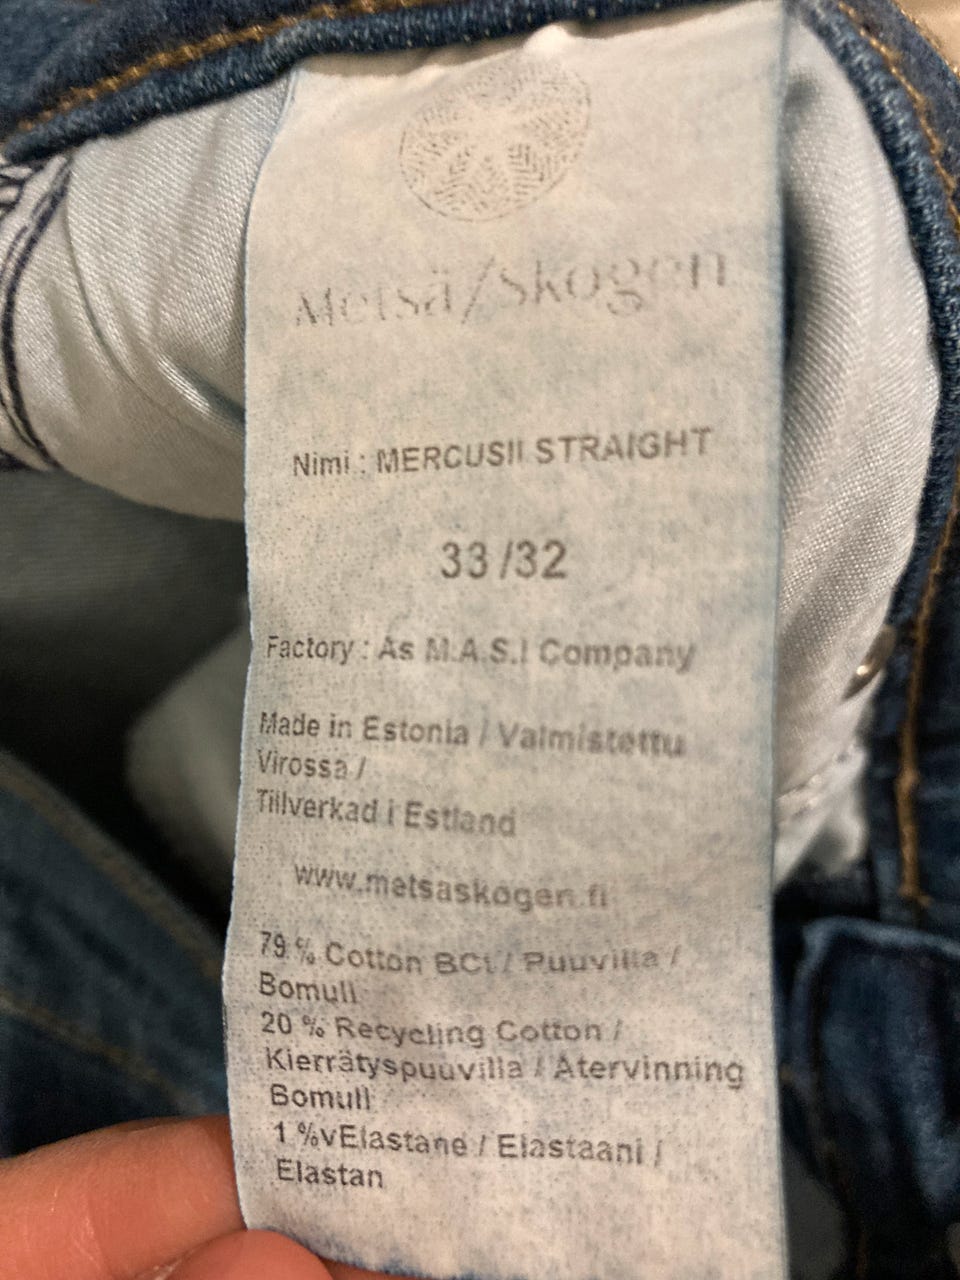 Metsä/Skogen
Nimi : MERCUSII STRAIGHT
33 /32
Factory : As M.A.S.I Company
Made in Estonia / Valmistettu
Virossa /
Tillverkad i Estland
www.metsaskogen.fi
79 % Cotton BCI / Puuvilla /
Bomull
20 % Recycling Cotton /
Kierrätyspuuvilla / Atervinning
Bomull
1 %vElastane / Elastaani /
Elastan